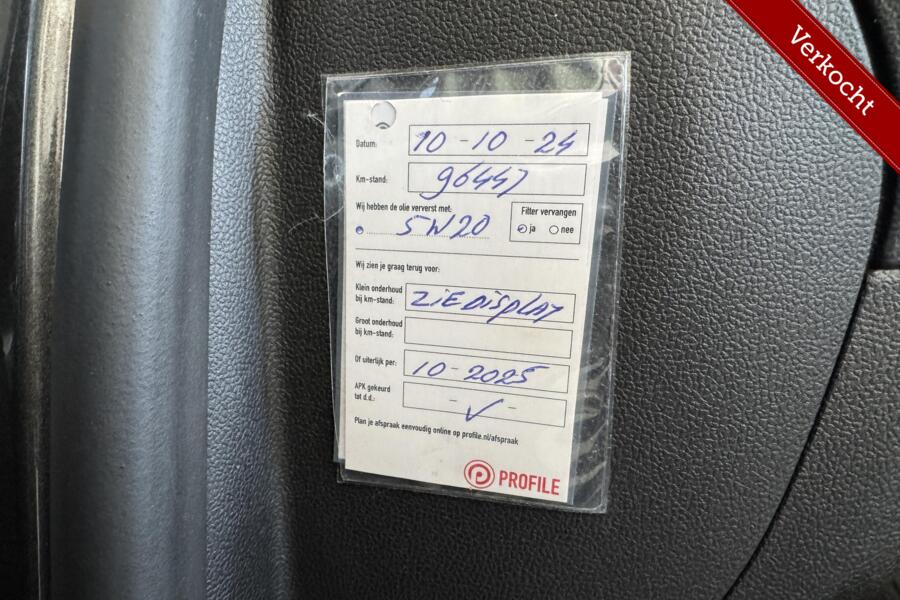 Verkocht
Datum: 10-10-24
Km-stand: 96447
Wij hebben de olie ververst met:
5W20
Filter vervangen
ja nee
Wij zien je graag terug voor:
Klein onderhoud
bij km-stand: ZIE DISPLAY
Groot onderhoud
bij km-stand:
Of uiterlijk per: 10-2025
APK gekeurd
tot d.d.: - ✓ -
Plan je afspraak eenvoudig online op profile.nl/afspraak
PROFILE